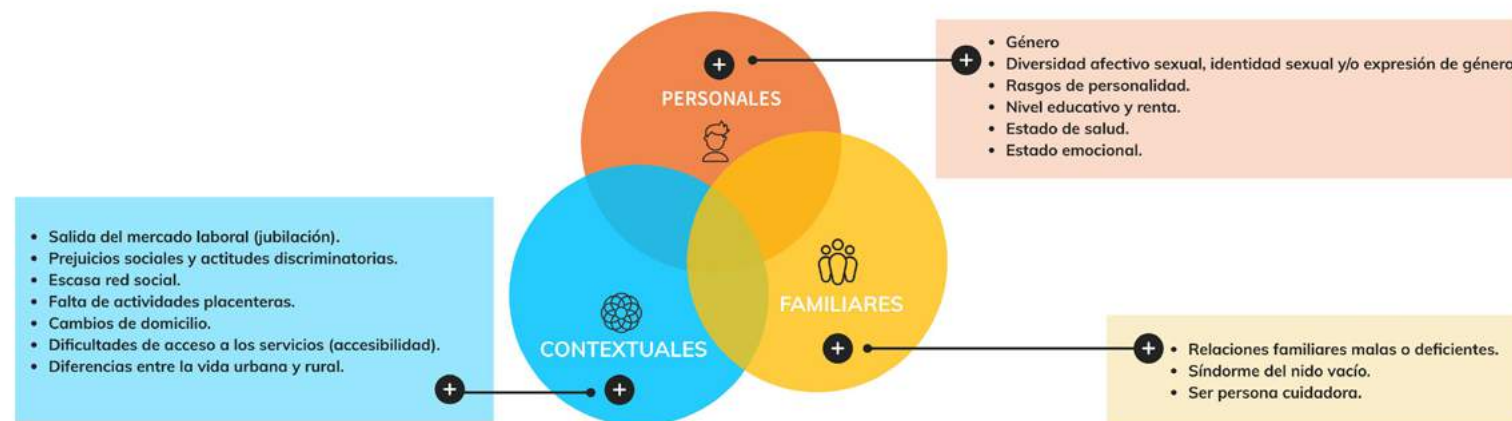 PERSONALES
• Género
• Diversidad afectivo sexual, identidad sexual y/o expresión de género
• Rasgos de personalidad.
• Nivel educativo y renta.
• Estado de salud.
• Estado emocional.
• Salida del mercado laboral (jubilación).
• Prejuicios sociales y actitudes discriminatorias.
• Escasa red social.
• Falta de actividades placenteras.
• Cambios de domicilio.
• Dificultades de acceso a los servicios (accesibilidad).
• Diferencias entre la vida urbana y rural.
CONTEXTUALES
FAMILIARES
• Relaciones familiares malas o deficientes.
• Síndorme del nido vacío.
• Ser persona cuidadora.